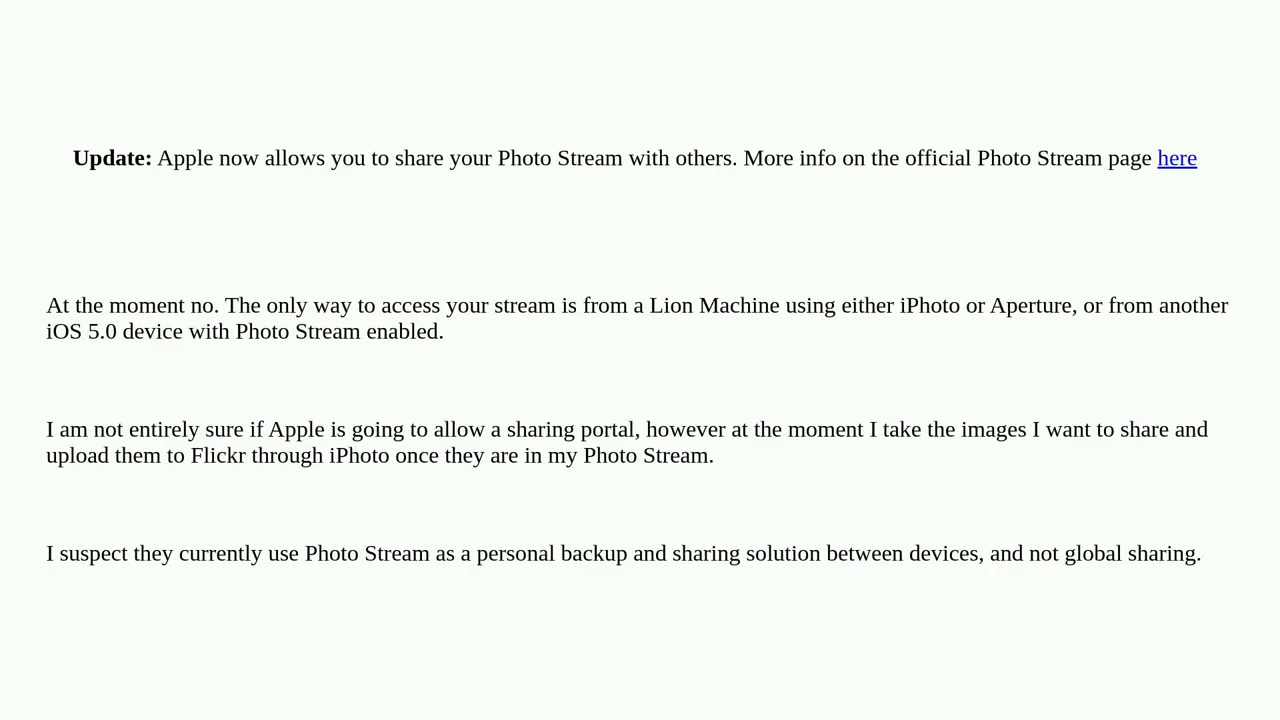 Update: Apple now allows you to share your Photo Stream with others. More info on the official Photo Stream page here
At the moment no. The only way to access your stream is from a Lion Machine using either iPhoto or Aperture, or from another
iOS 5.0 device with Photo Stream enabled.
I am not entirely sure if Apple is going to allow a sharing portal, however at the moment I take the images I want to share and
upload them to Flickr through iPhoto once they are in my Photo Stream.
I suspect they currently use Photo Stream as a personal backup and sharing solution between devices, and not global sharing.